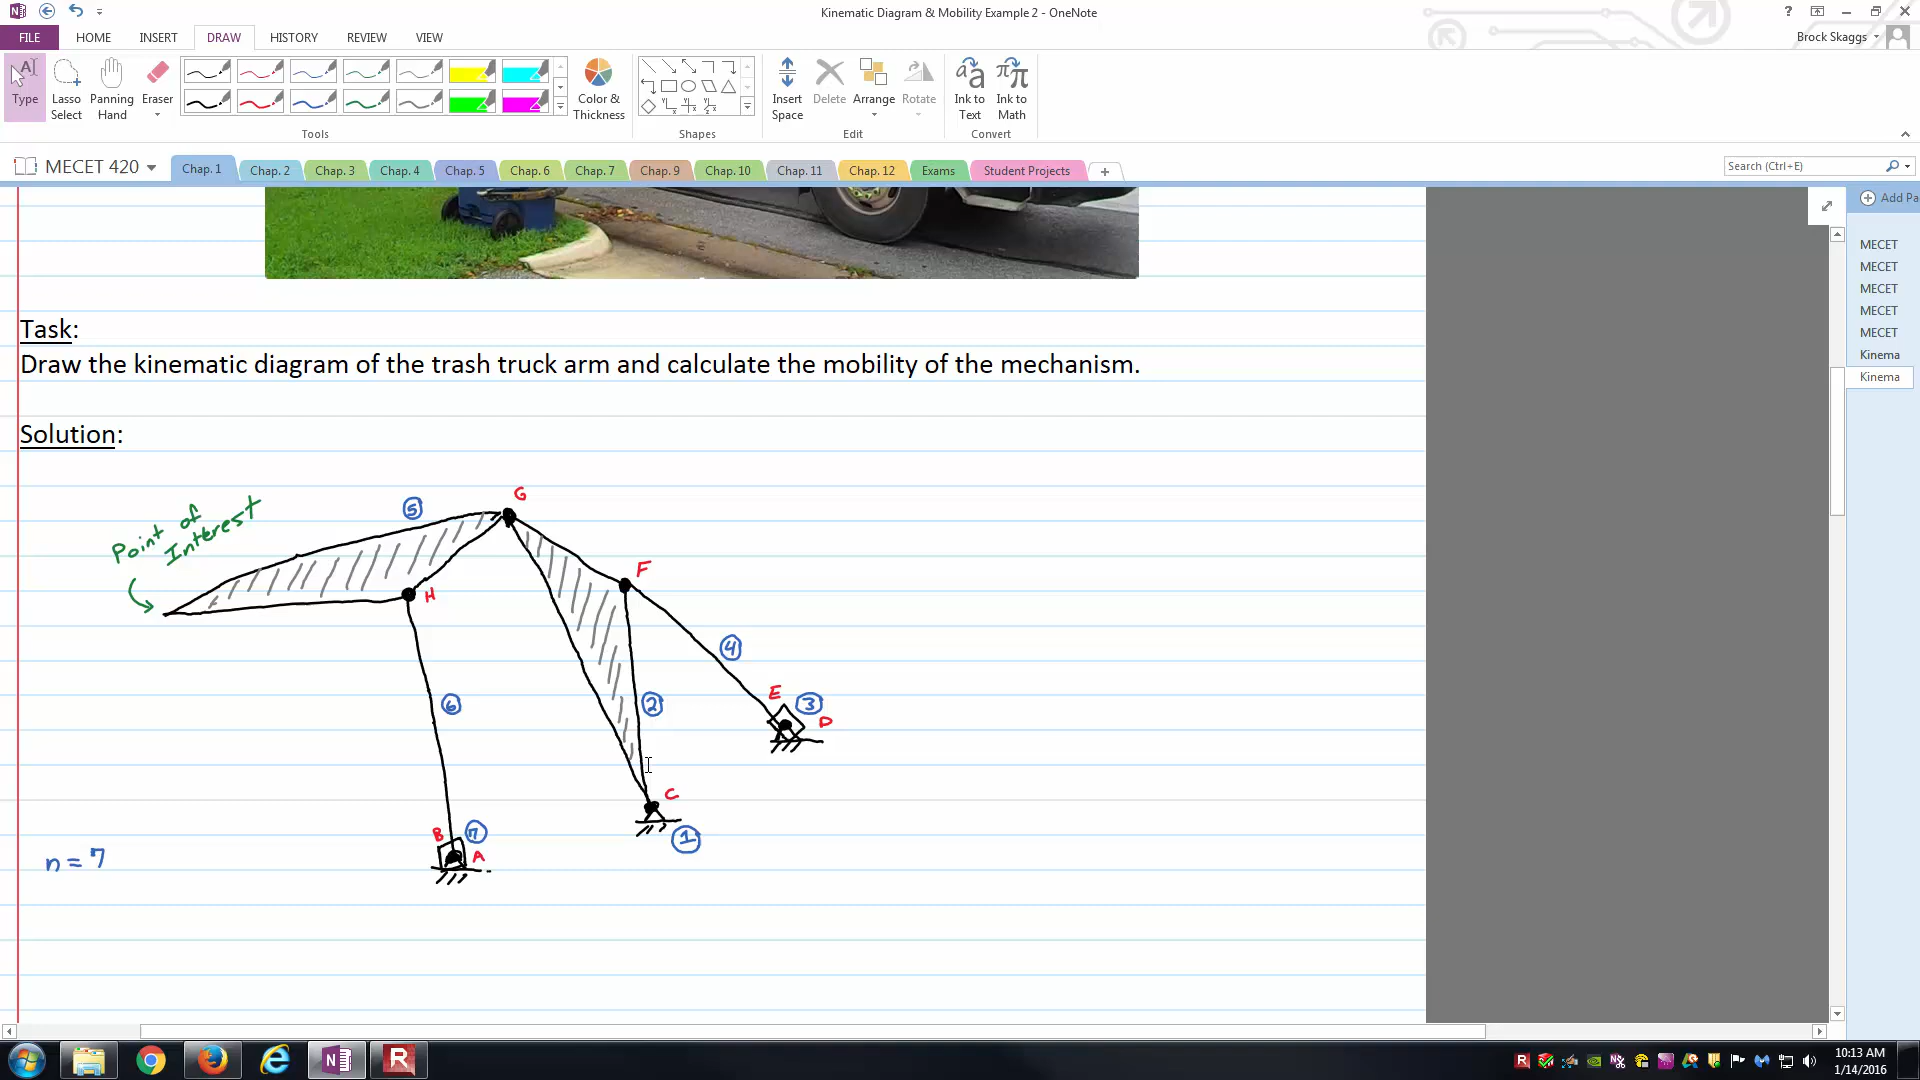 Kinematic Diagram & Mobility Example 2 - OneNote
FILE HOME INSERT DRAW HISTORY REVIEW VIEW
Brock Skaggs
Type
Lasso Select
Panning Hand
Eraser
Color & Thickness
Insert Space
Delete
Arrange
Rotate
Ink to Text
Ink to Math
Tools
Shapes
Edit
Convert
MECET 420
Chap. 1 Chap. 2 Chap. 3 Chap. 4 Chap. 5 Chap. 6 Chap. 7 Chap. 9 Chap. 10 Chap. 11 Chap. 12 Exams Student Projects
Search (Ctrl+E)
Add Pa
MECET
MECET
MECET
MECET
MECET
Kinema
Kinema
Task:
Draw the kinematic diagram of the trash truck arm and calculate the mobility of the mechanism.
Solution:
Point of
Interest
5
G
F
H
4
6
2
E
3
D
C
1
B
7
A
n = 7
10:13 AM
1/14/2016